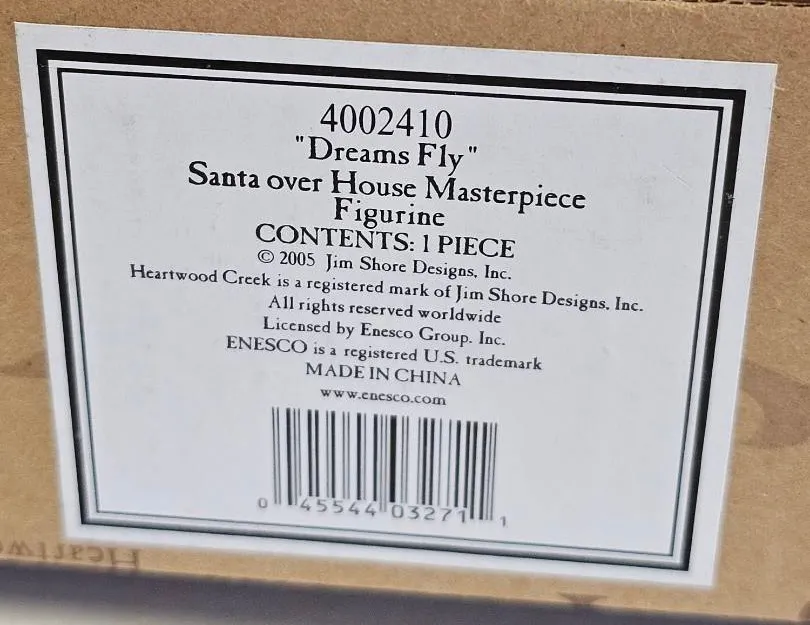 4002410
"Dreams Fly"
Santa over House Masterpiece
Figurine
CONTENTS: 1 PIECE
© 2005 Jim Shore Designs, Inc.
Heartwood Creek is a registered mark of Jim Shore Designs, Inc.
All rights reserved worldwide
Licensed by Enesco Group, Inc.
ENESCO is a registered U.S. trademark
MADE IN CHINA
www.enesco.com
0 45544 03271 1
Heartw